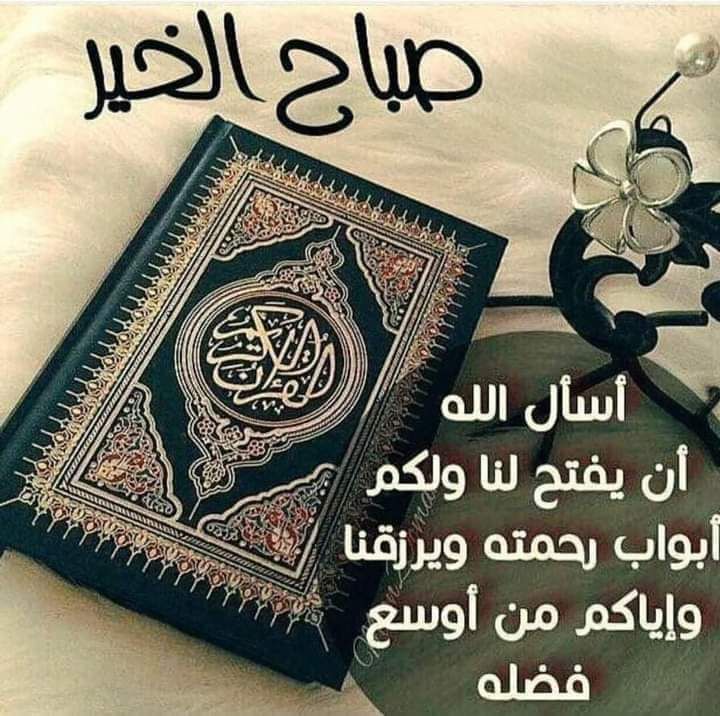 صباح الخير
القرآن الكريم
أسأل الله
أن يفتح لنا ولكم
أبواب رحمته ويرزقنا
وإياكم من أوسع
فضله